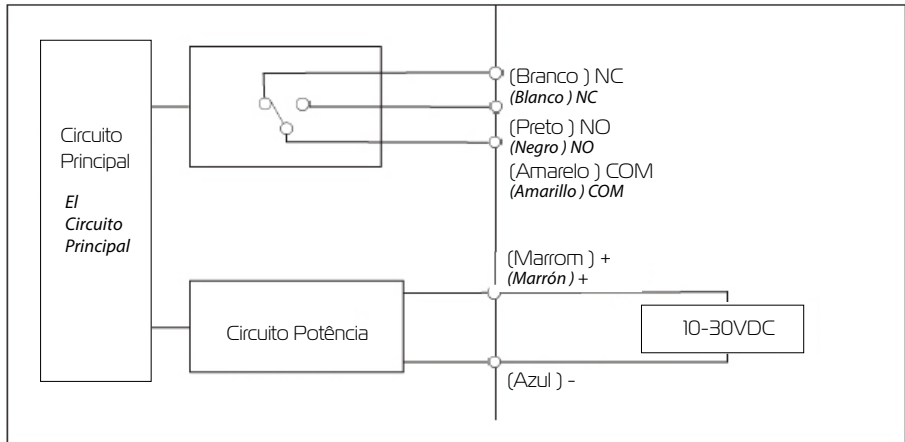 Circuito
Principal
El
Circuito
Principal
(Branco ) NC
(Blanco ) NC
(Preto ) NO
(Negro ) NO
(Amarelo ) COM
(Amarillo ) COM
(Marrom ) +
(Marrón ) +
Circuito Potência
10-30VDC
(Azul ) -